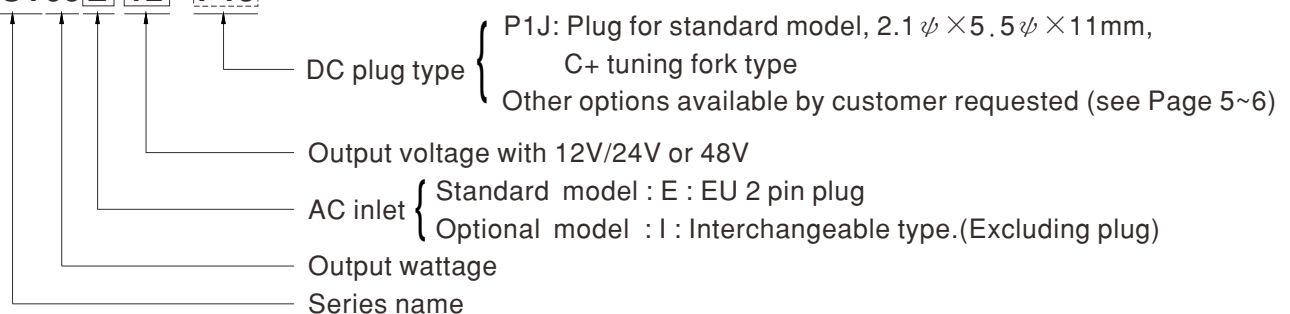 P1J: Plug for standard model, 2.1ψ×5.5ψ×11mm,
DC plug type
C+ tuning fork type
Other options available by customer requested (see Page 5~6)
Output voltage with 12V/24V or 48V
Standard model : E : EU 2 pin plug
AC inlet
Optional model : I : Interchangeable type.(Excluding plug)
Output wattage
Series name